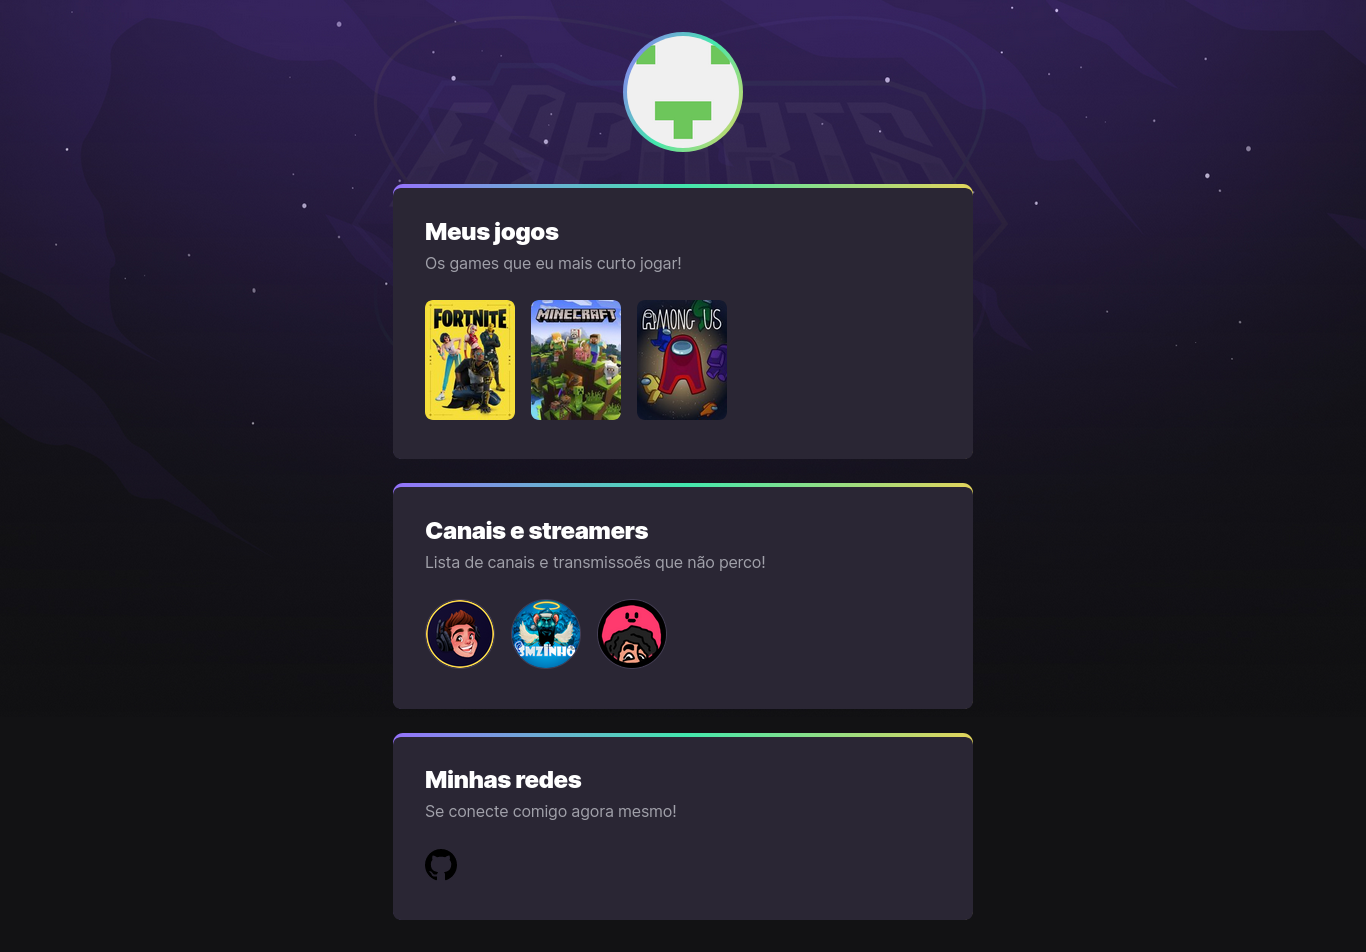 ESPORTS
Meus jogos
Os games que eu mais curto jogar!
FORTNITE
MINECRAFT
AMONG US
Canais e streamers
Lista de canais e transmissoẽs que não perco!
SMZINHO
Minhas redes
Se conecte comigo agora mesmo!